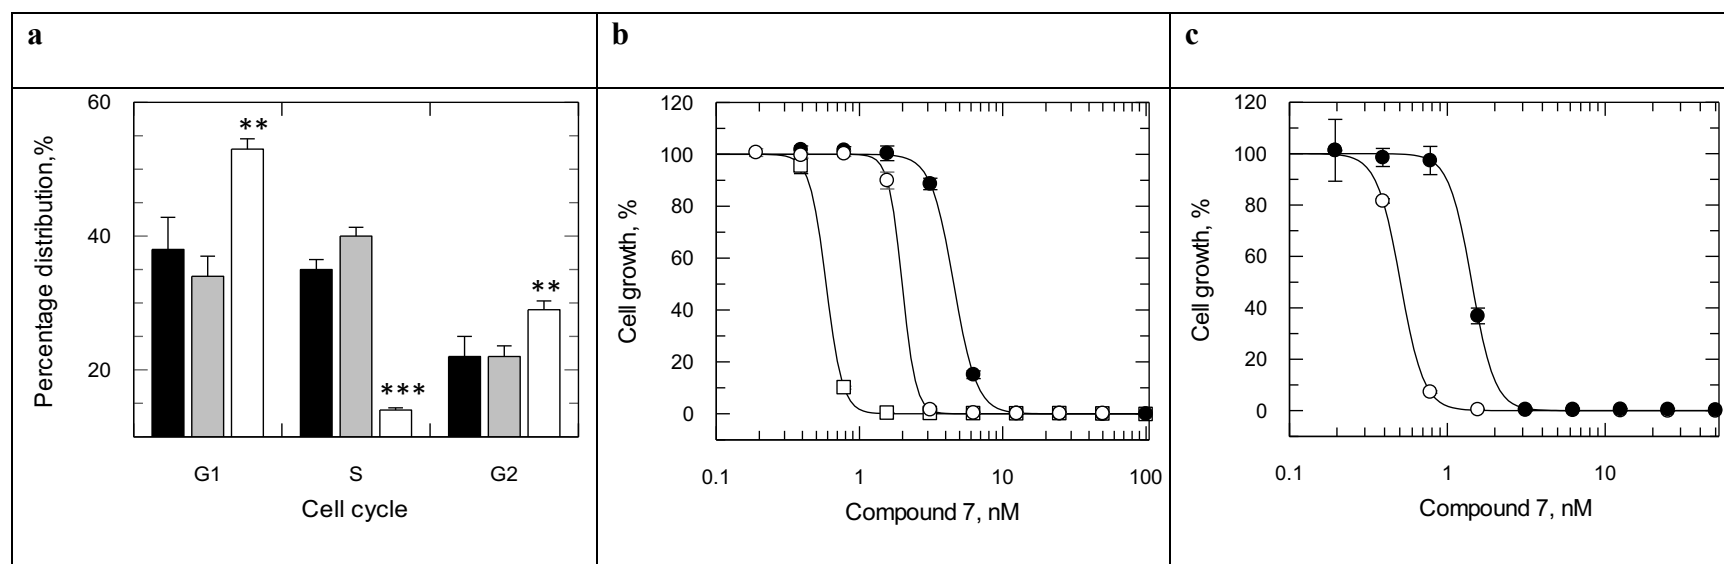 a
b
c
60
40
20
Percentage distribution,%
**
***
**
G1
S
G2
Cell cycle
120
100
80
60
40
20
0
Cell growth, %
0.1
1
10
100
Compound 7, nM
120
100
80
60
40
20
0
Cell growth, %
0.1
1
10
Compound 7, nM